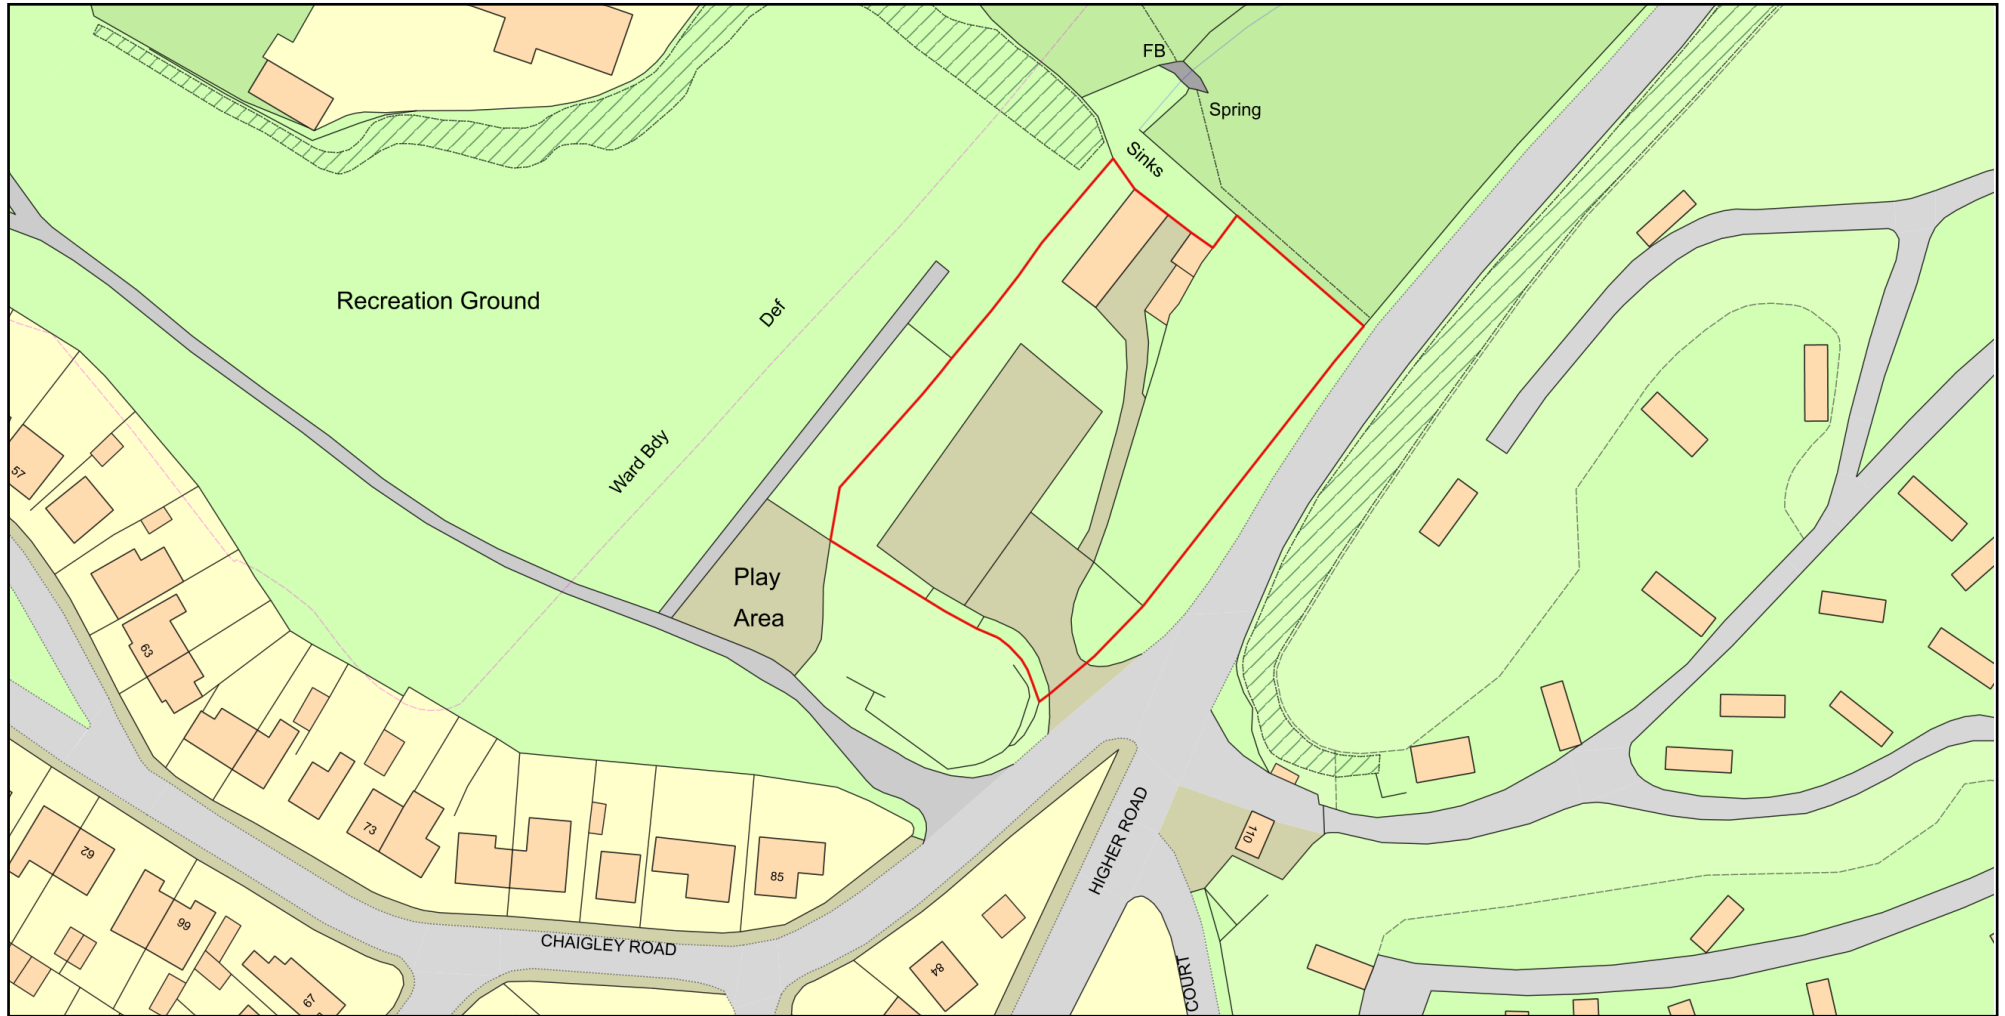 FB
Spring
Sinks
Recreation Ground
Def
Ward Bdy
57
Play
Area
63
73
62
85
66
67
84
110
CHAIGLEY ROAD
HIGHER ROAD
COURT